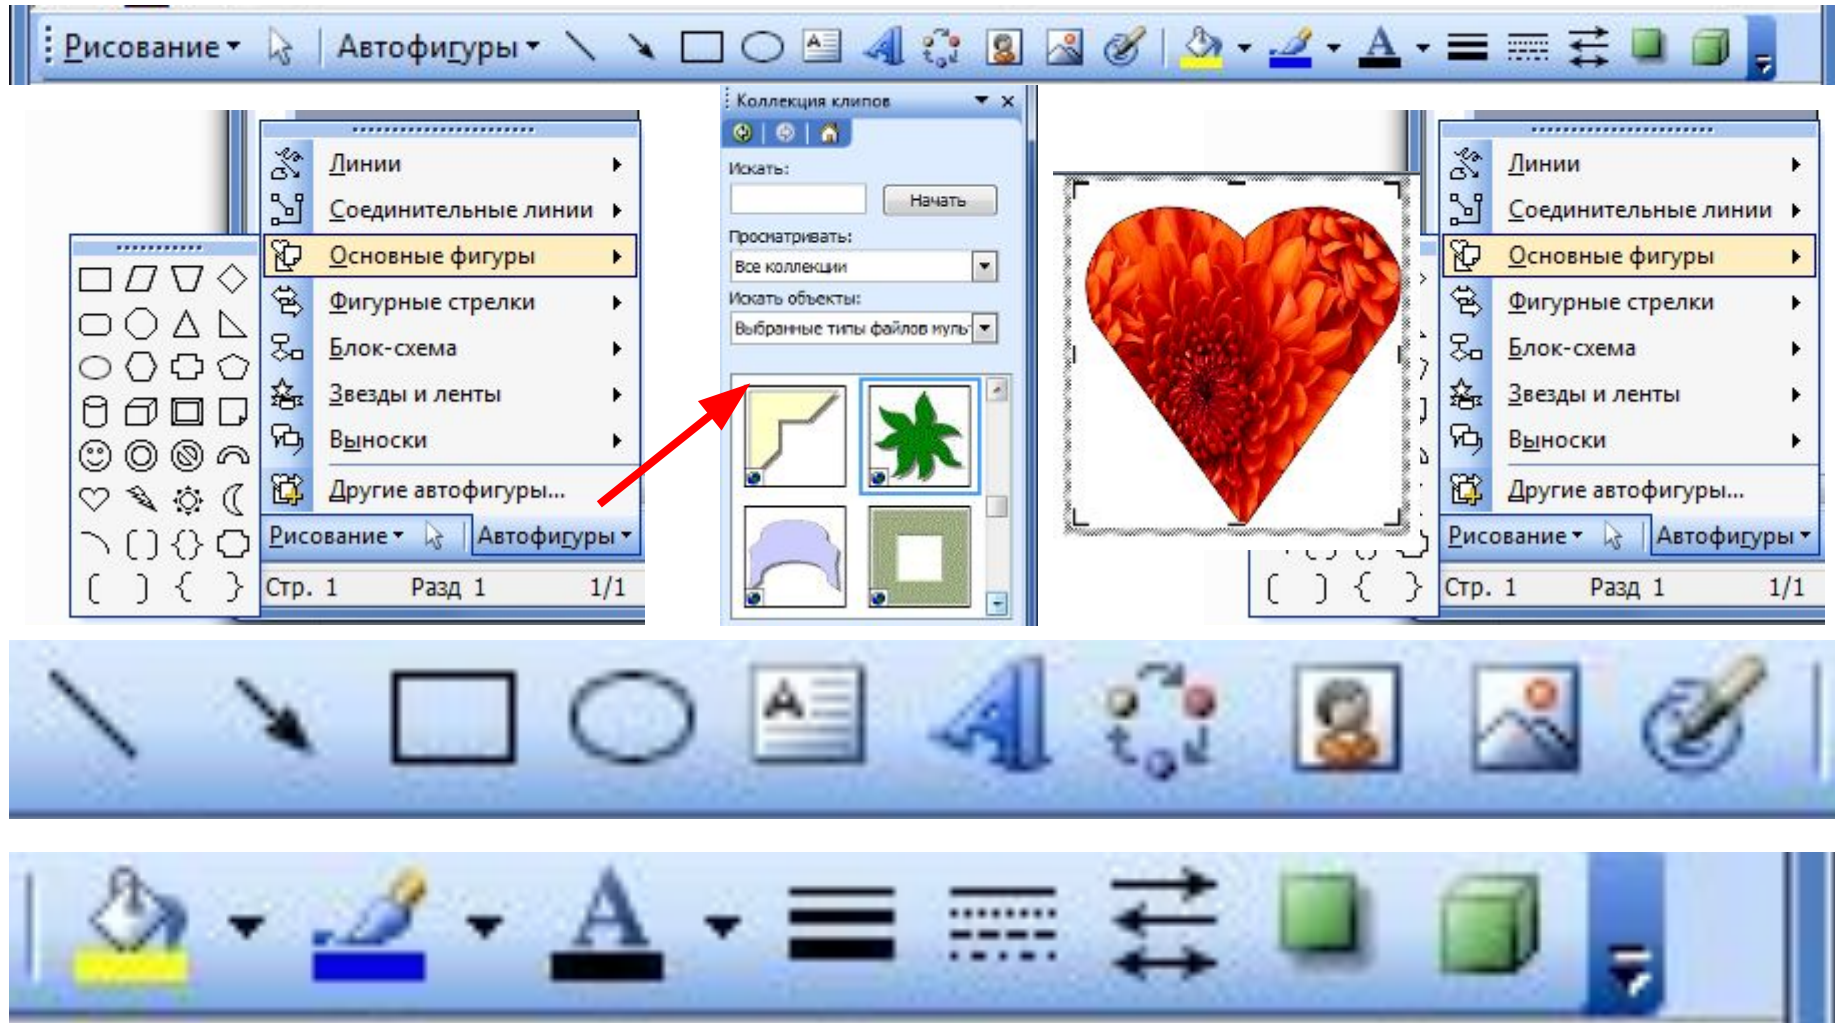 Рисование Автофигуры
Линии
Соединительные линии
Основные фигуры
Фигурные стрелки
Блок-схема
Звезды и ленты
Выноски
Другие автофигуры...
Рисование Автофигуры
Стр. 1 Разд 1 1/1
Коллекция клипов
Искать:
Начать
Просматривать:
Все коллекции
Искать объекты:
Выбранные типы файлов муль
Линии
Соединительные линии
Основные фигуры
Фигурные стрелки
Блок-схема
Звезды и ленты
Выноски
Другие автофигуры...
Рисование Автофигуры
Стр. 1 Разд 1 1/1